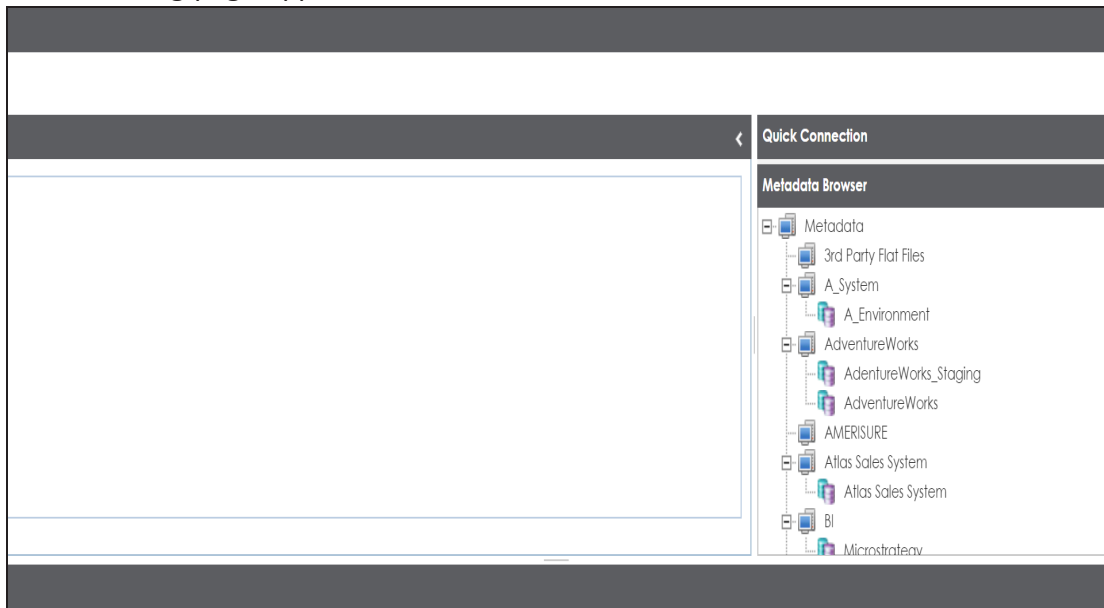 Quick Connection
Metadata Browser
Metadata
3rd Party Flat Files
A_System
A_Environment
AdventureWorks
AdentureWorks_Staging
AdventureWorks
AMERISURE
Atlas Sales System
Atlas Sales System
BI
Microstrategy